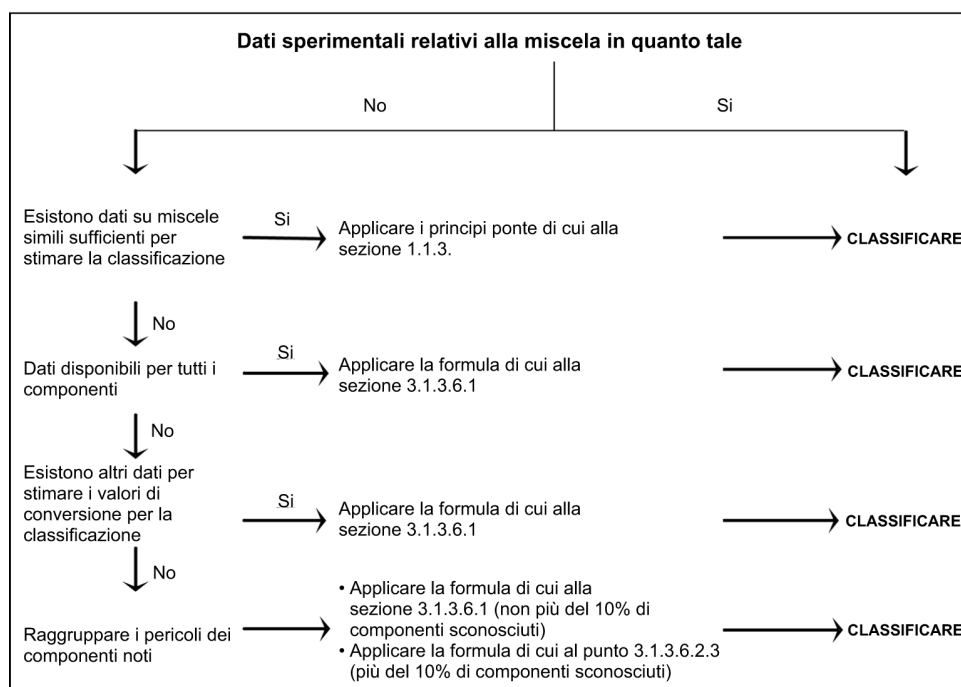 Dati sperimentali relativi alla miscela in quanto tale
No
Si
Esistono dati su miscele
simili sufficienti per
stimare la classificazione
Si
Applicare i principi ponte di cui alla
sezione 1.1.3.
CLASSIFICARE
No
Dati disponibili per tutti i
componenti
Si
Applicare la formula di cui alla
sezione 3.1.3.6.1
CLASSIFICARE
No
Esistono altri dati per
stimare i valori di
conversione per la
classificazione
Si
Applicare la formula di cui alla
sezione 3.1.3.6.1
CLASSIFICARE
No
Raggruppare i pericoli dei
componenti noti
• Applicare la formula di cui alla
sezione 3.1.3.6.1 (non più del 10% di
componenti sconosciuti)
• Applicare la formula di cui al punto 3.1.3.6.2.3
(più del 10% di componenti sconosciuti)
CLASSIFICARE